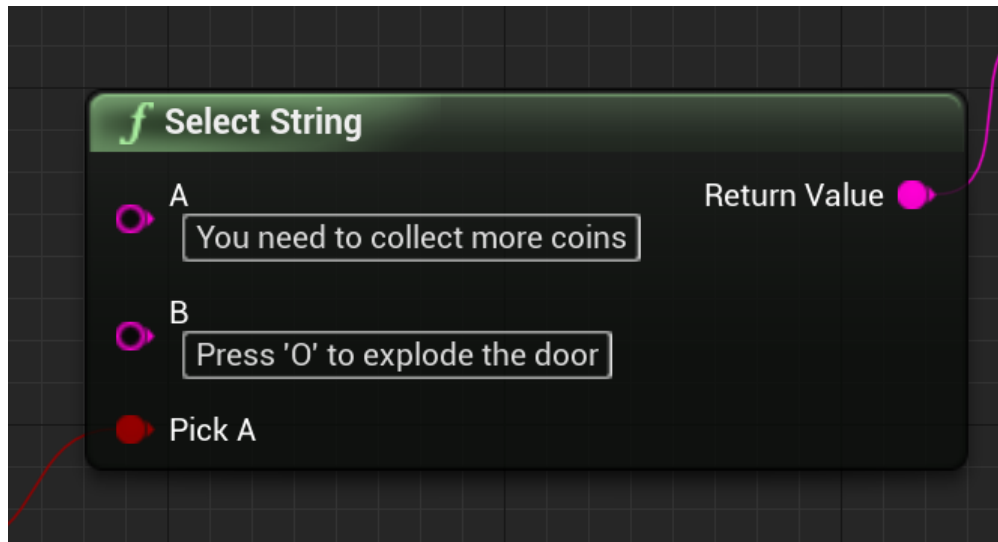 f Select String
A
Return Value
You need to collect more coins
B
Press 'O' to explode the door
Pick A